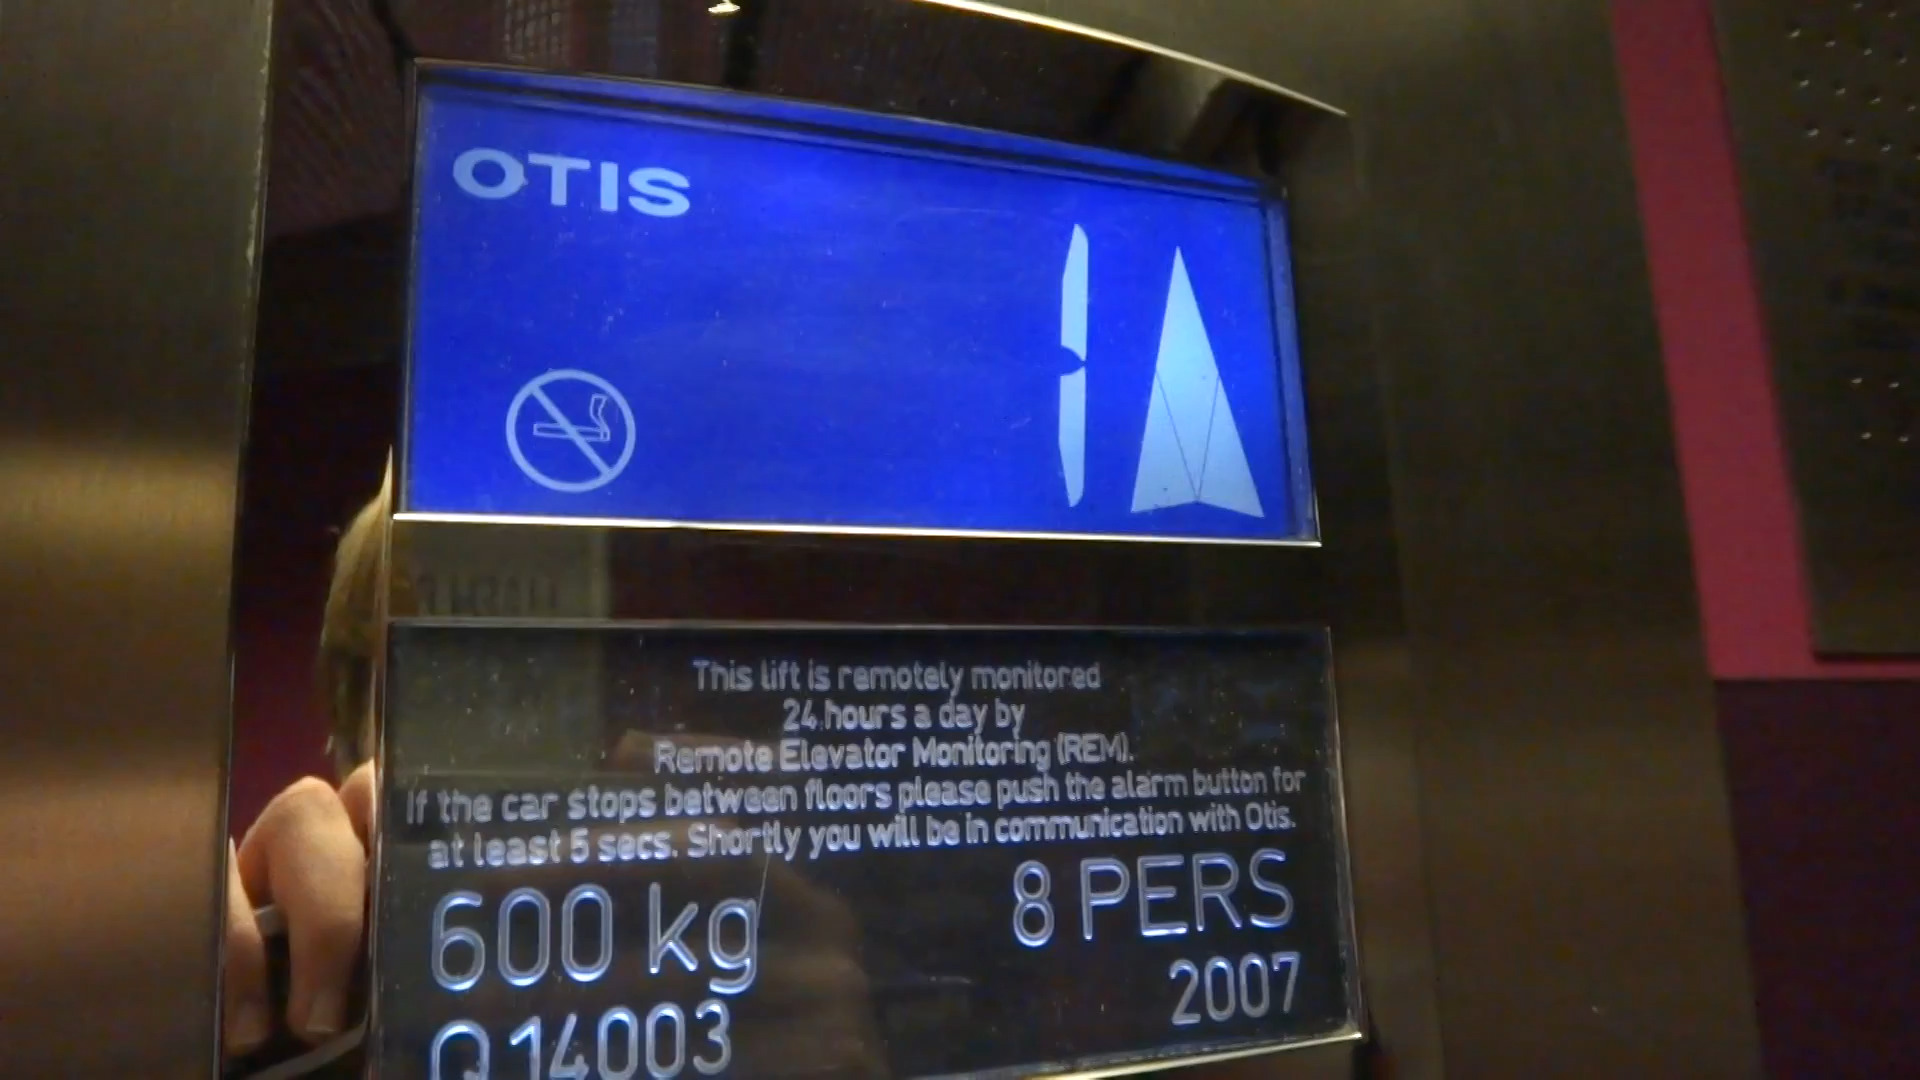 OTIS
1
This lift is remotely monitored
24 hours a day by
Remote Elevator Monitoring (REM).
If the car stops between floors please push the alarm button for
at least 5 secs. Shortly you will be in communication with Otis.
600 kg
8 PERS
2007
Q 14003